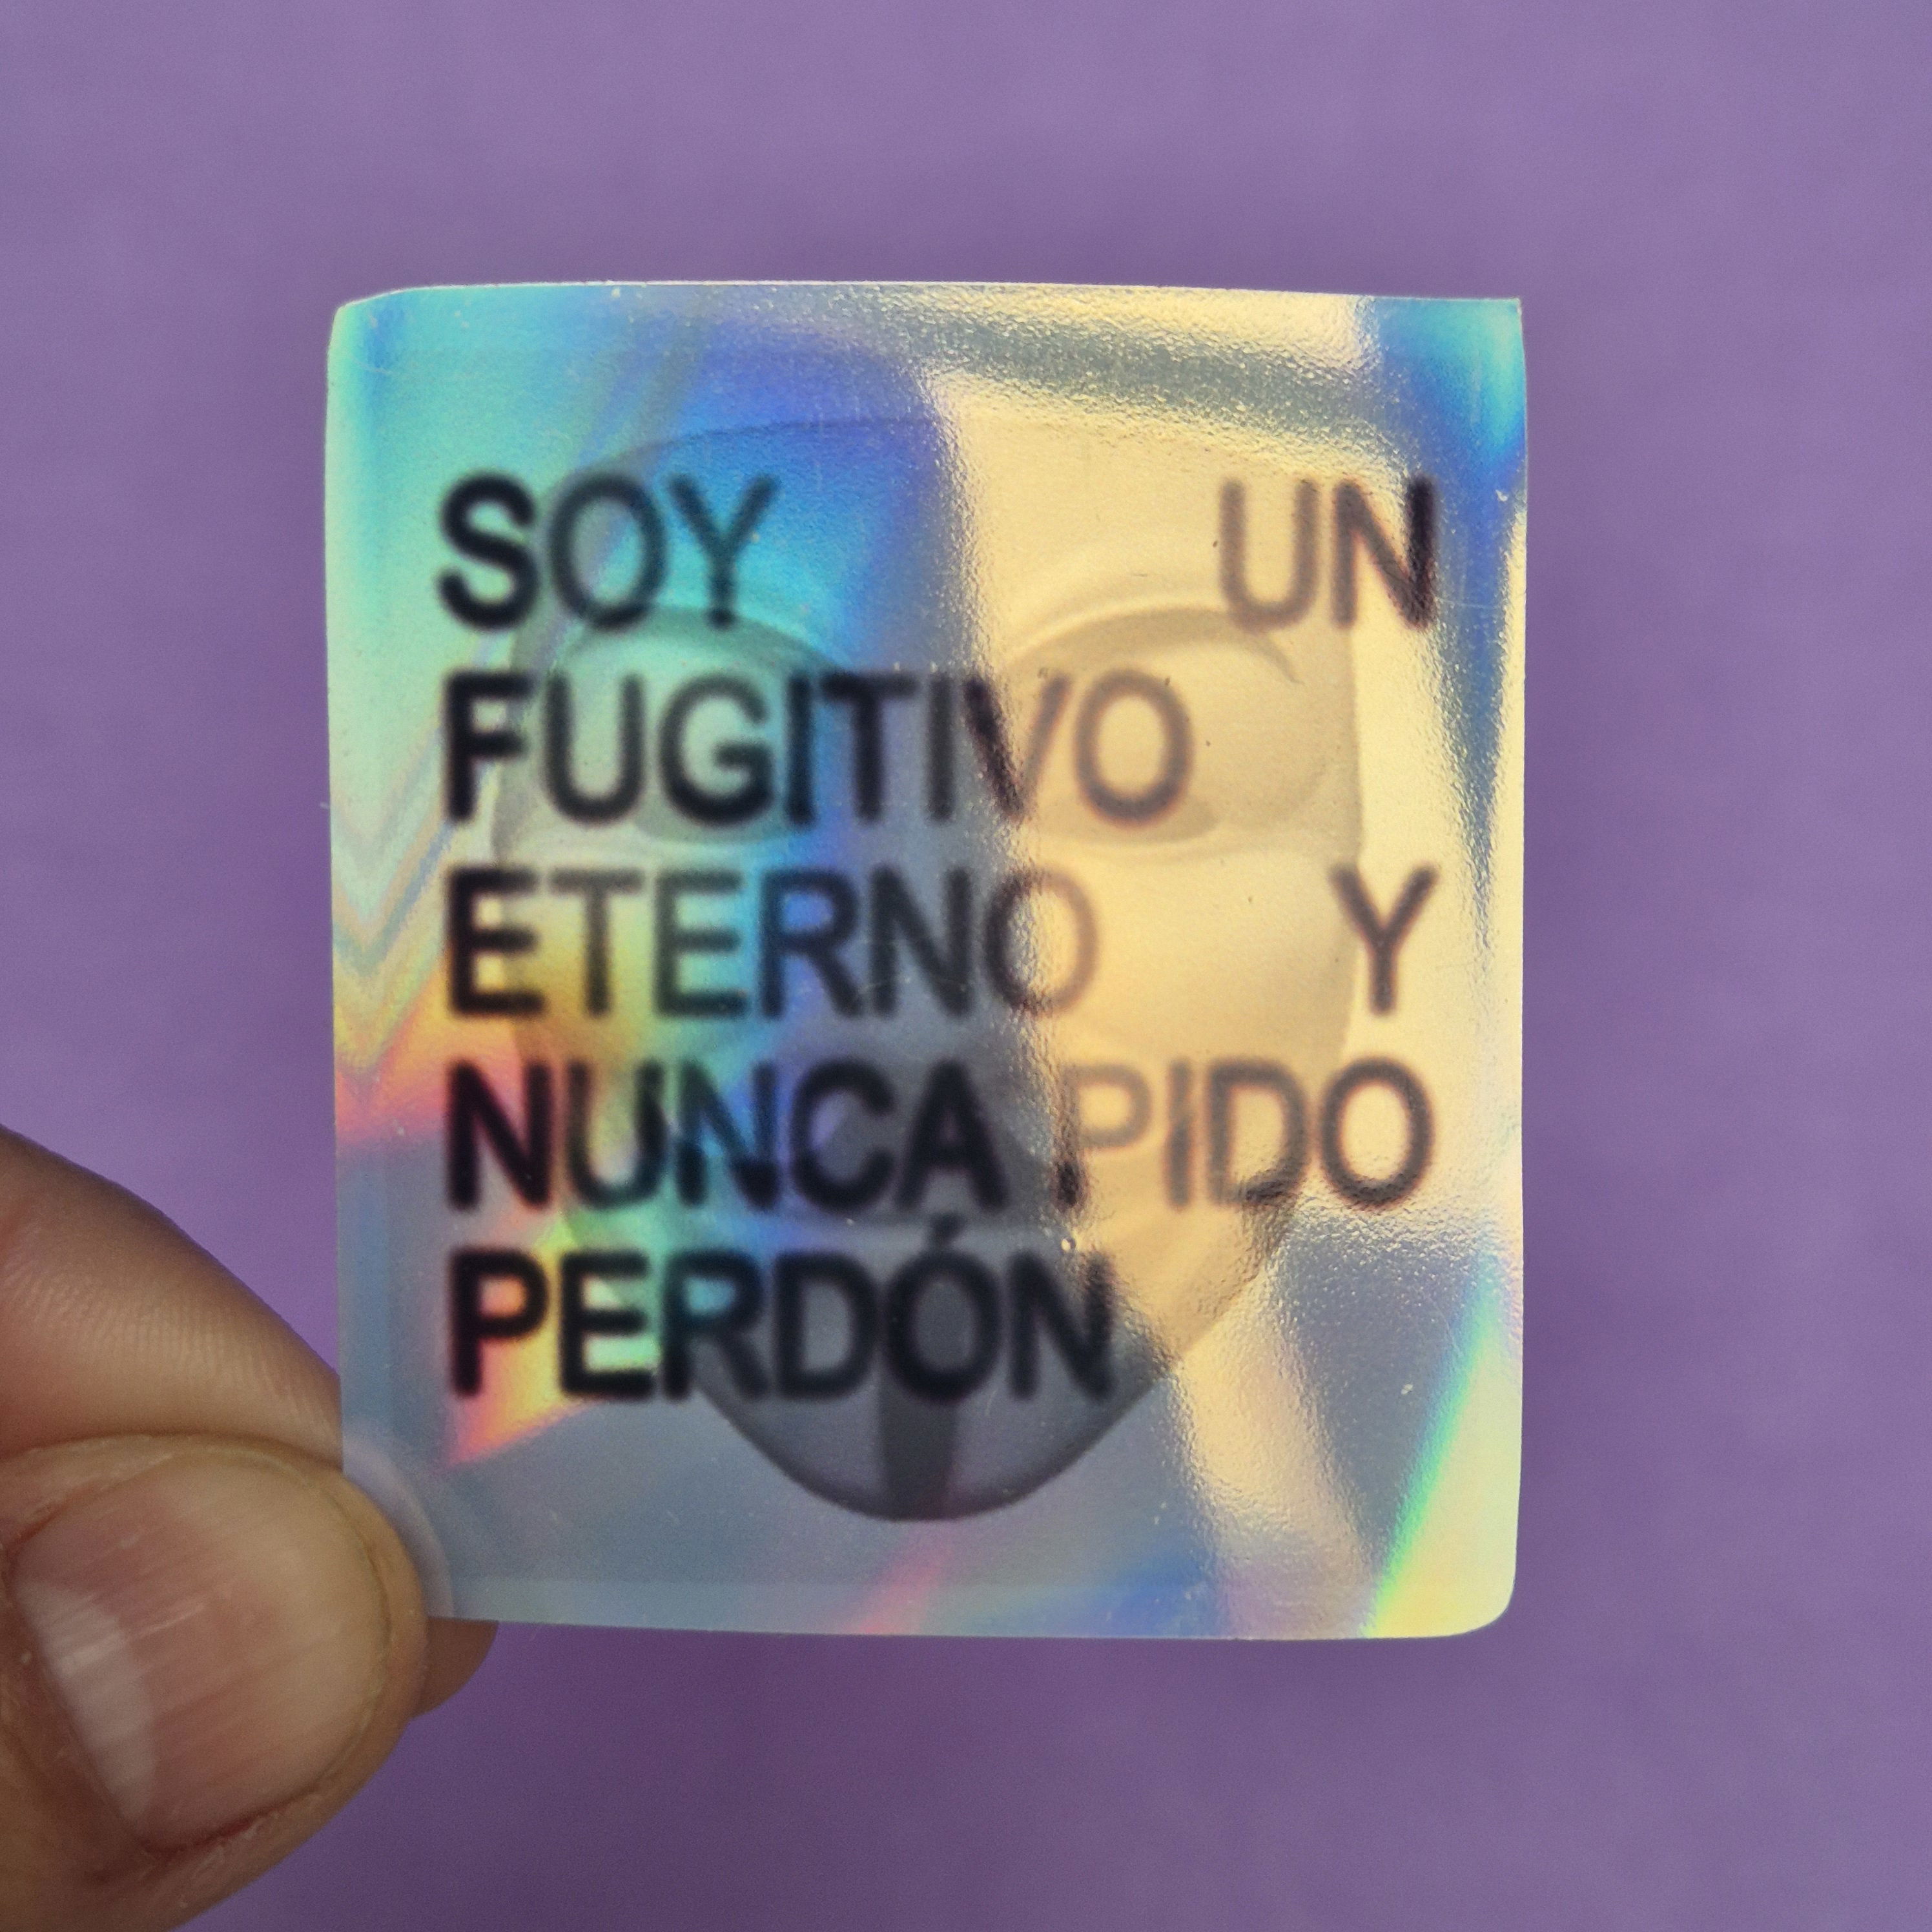 SOY UN
FUGITIVO
ETERNO Y
NUNCA PIDO
PERDÓN